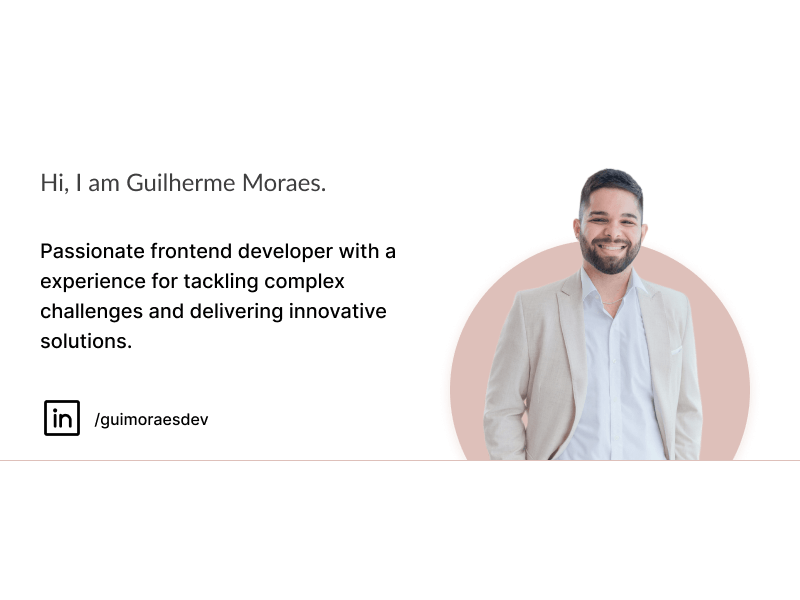 Hi, I am Guilherme Moraes.
Passionate frontend developer with a
experience for tackling complex
challenges and delivering innovative
solutions.
in /guimoraesdev